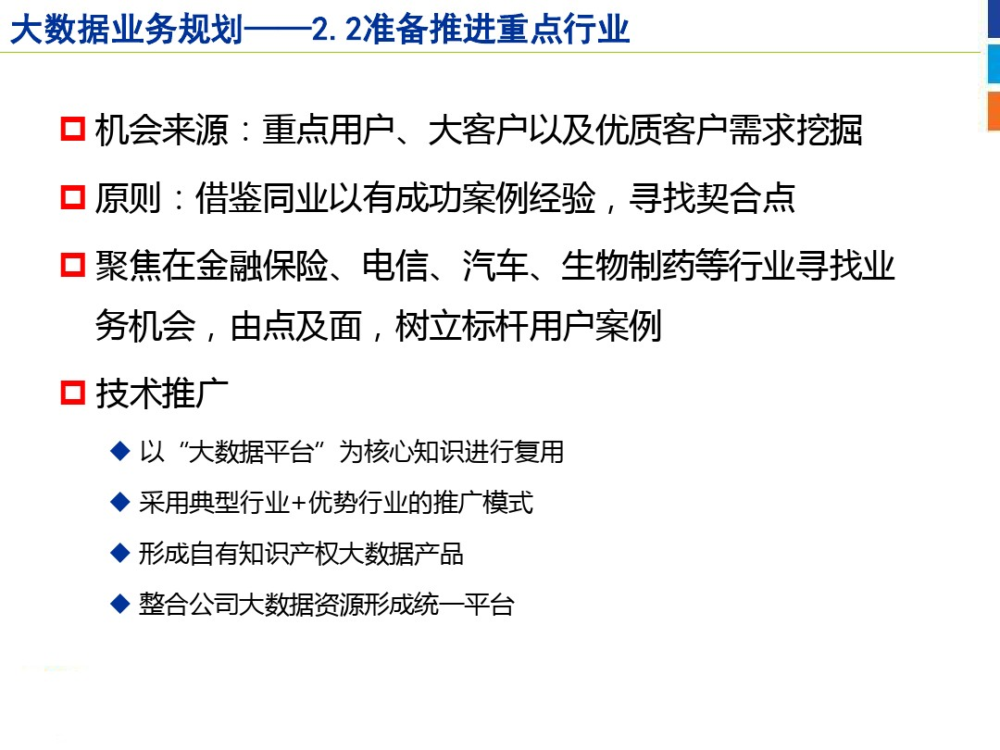 大数据业务规划——2.2准备推进重点行业
机会来源：重点用户、大客户以及优质客户需求挖掘
原则：借鉴同业以有成功案例经验，寻找契合点
聚焦在金融保险、电信、汽车、生物制药等行业寻找业
务机会，由点及面，树立标杆用户案例
技术推广
以“大数据平台”为核心知识进行复用
采用典型行业+优势行业的推广模式
形成自有知识产权大数据产品
整合公司大数据资源形成统一平台